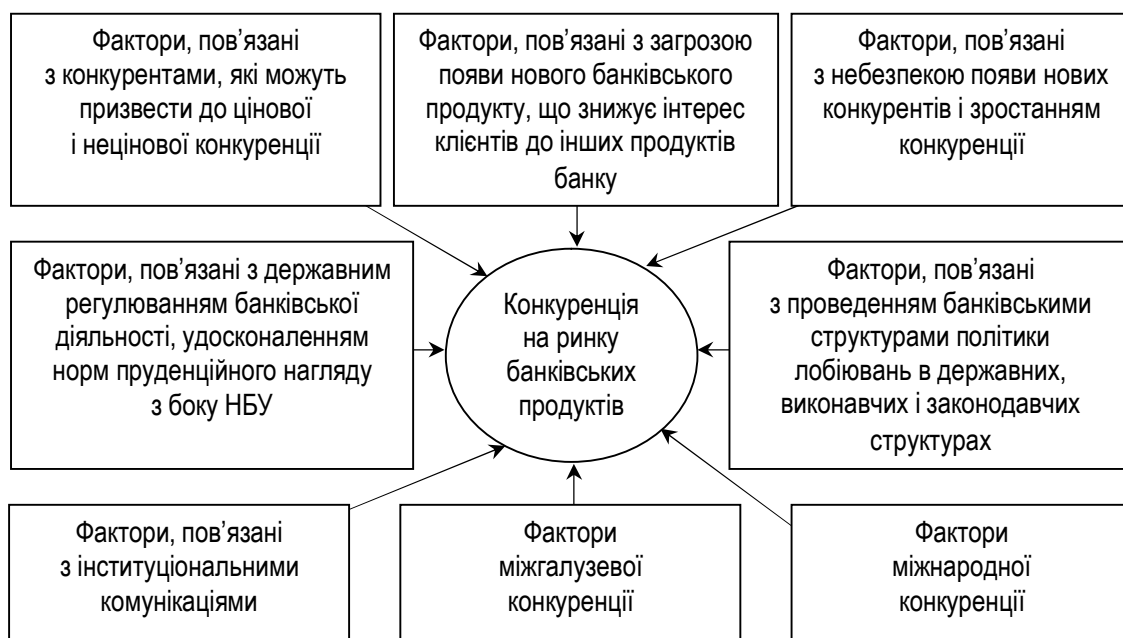 Фактори, пов’язані
з конкурентами, які можуть
призвести до цінової
і нецінової конкуренції
Фактори, пов’язані з загрозою
появи нового банківського
продукту, що знижує інтерес
клієнтів до інших продуктів
банку
Фактори, пов’язані
з небезпекою появи нових
конкурентів і зростанням
конкуренції
Фактори, пов’язані з державним
регулюванням банківської
діяльності, удосконаленням
норм пруденційного нагляду
з боку НБУ
Конкуренція
на ринку
банківських
продуктів
Фактори, пов’язані
з проведенням банківськими
структурами політики
лобіювань в державних,
виконавчих і законодавчих
структурах
Фактори, пов’язані
з інституціональними
комунікаціями
Фактори
міжгалузевої
конкуренції
Фактори
міжнародної
конкуренції